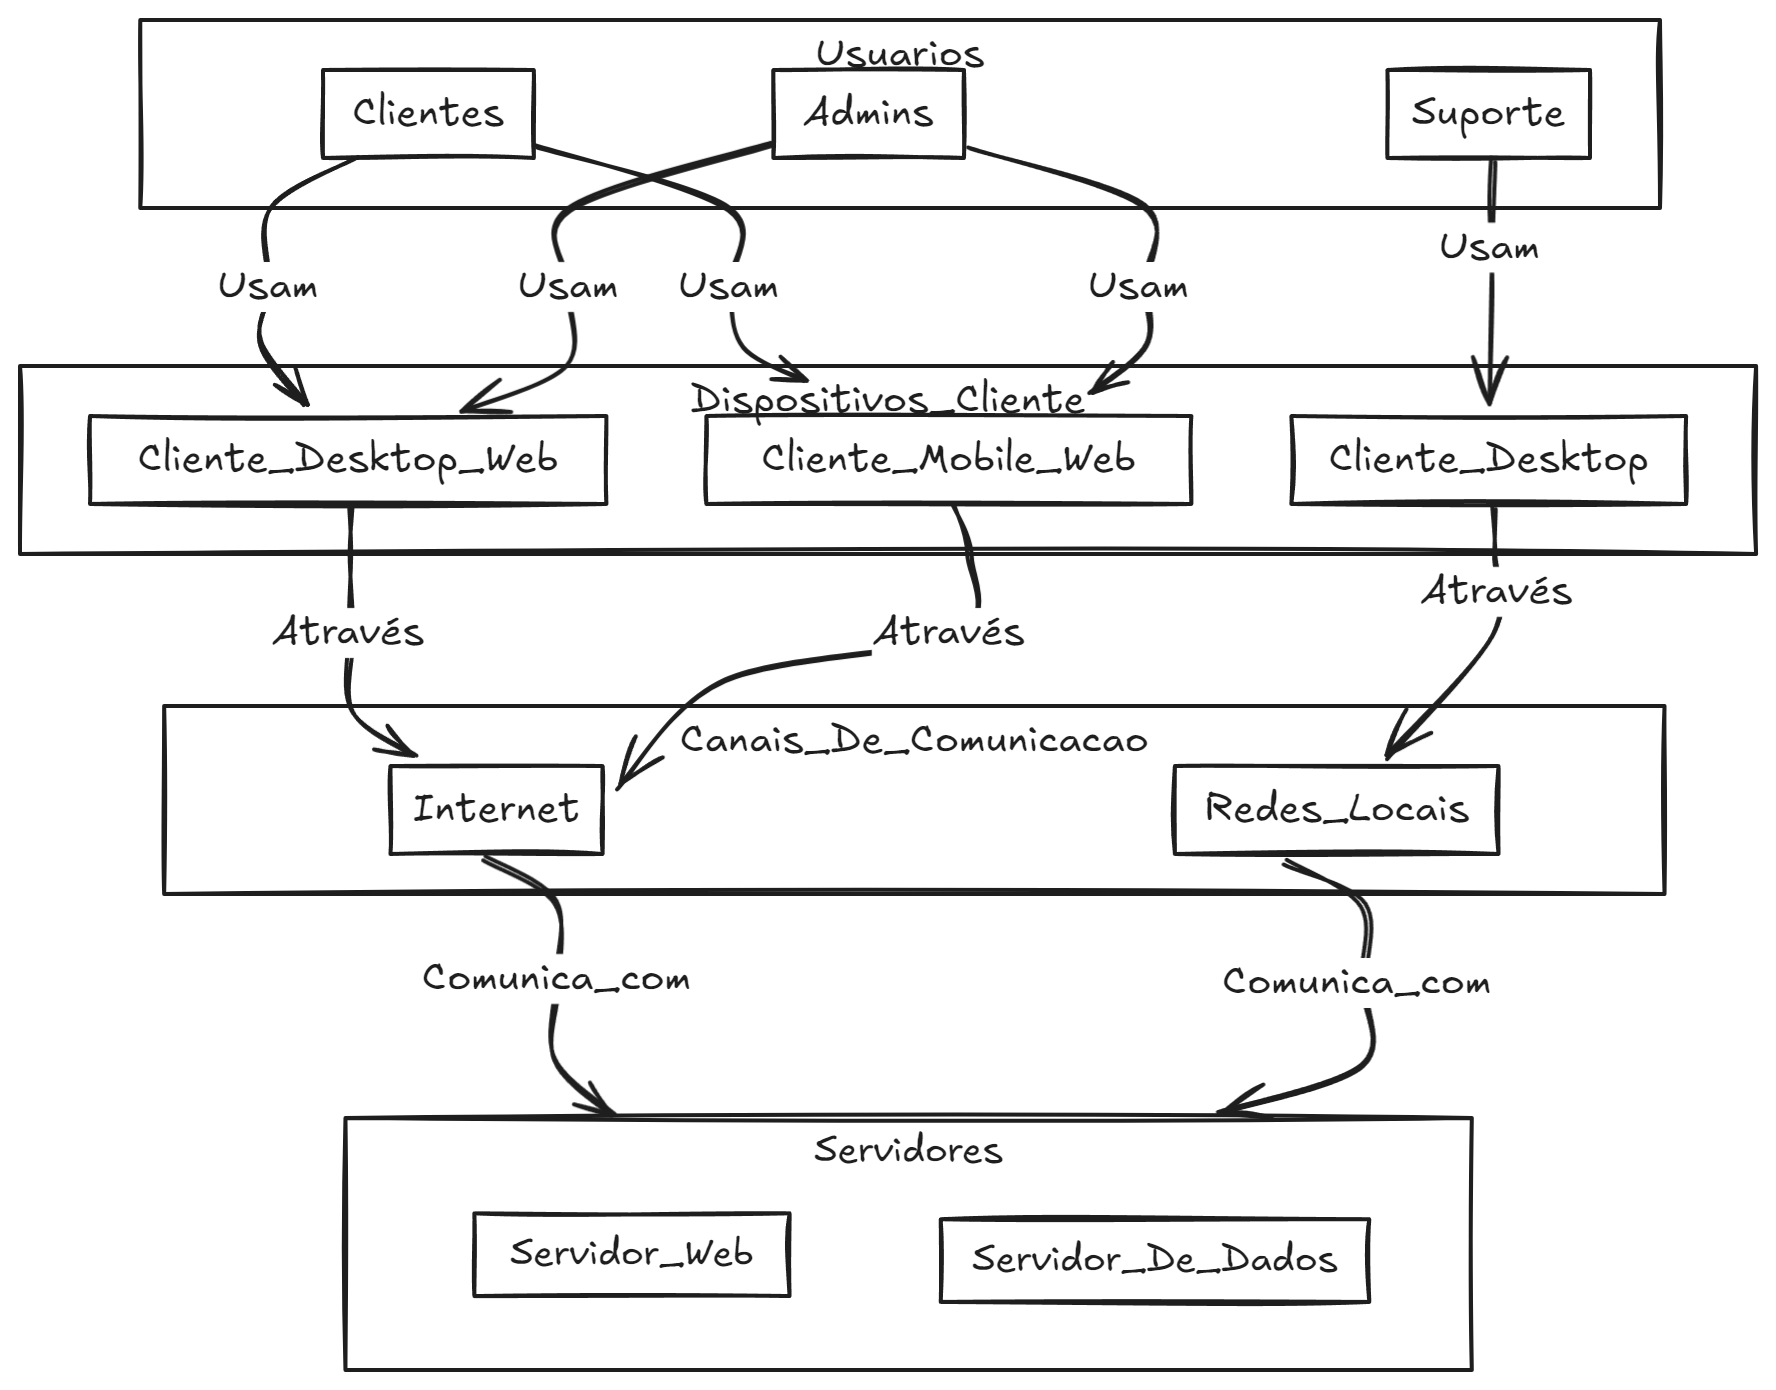 Usuarios
Clientes
Admins
Suporte
Usam
Usam
Usam
Usam
Usam
Dispositivos_Cliente
Cliente_Desktop_Web
Cliente_Mobile_Web
Cliente_Desktop
Através
Através
Através
Canais_De_Comunicacao
Internet
Redes_Locais
Comunica_com
Comunica_com
Servidores
Servidor_Web
Servidor_De_Dados